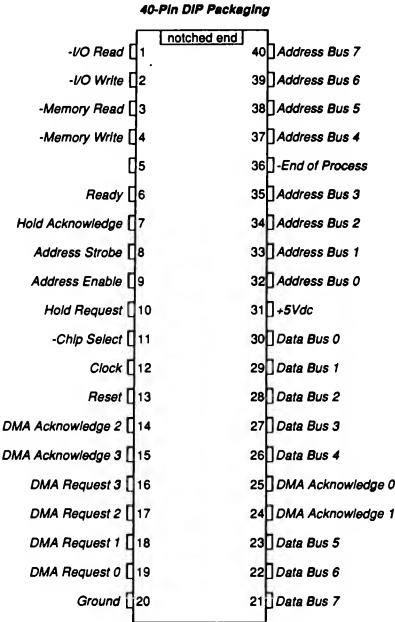 40-Pin DIP Packaging
notched end
-I/O Read 1 40 Address Bus 7
-I/O Write 2 39 Address Bus 6
-Memory Read 3 38 Address Bus 5
-Memory Write 4 37 Address Bus 4
5 36 -End of Process
Ready 6 35 Address Bus 3
Hold Acknowledge 7 34 Address Bus 2
Address Strobe 8 33 Address Bus 1
Address Enable 9 32 Address Bus 0
Hold Request 10 31 +5Vdc
-Chip Select 11 30 Data Bus 0
Clock 12 29 Data Bus 1
Reset 13 28 Data Bus 2
DMA Acknowledge 2 14 27 Data Bus 3
DMA Acknowledge 3 15 26 Data Bus 4
DMA Request 3 16 25 DMA Acknowledge 0
DMA Request 2 17 24 DMA Acknowledge 1
DMA Request 1 18 23 Data Bus 5
DMA Request 0 19 22 Data Bus 6
Ground 20 21 Data Bus 7